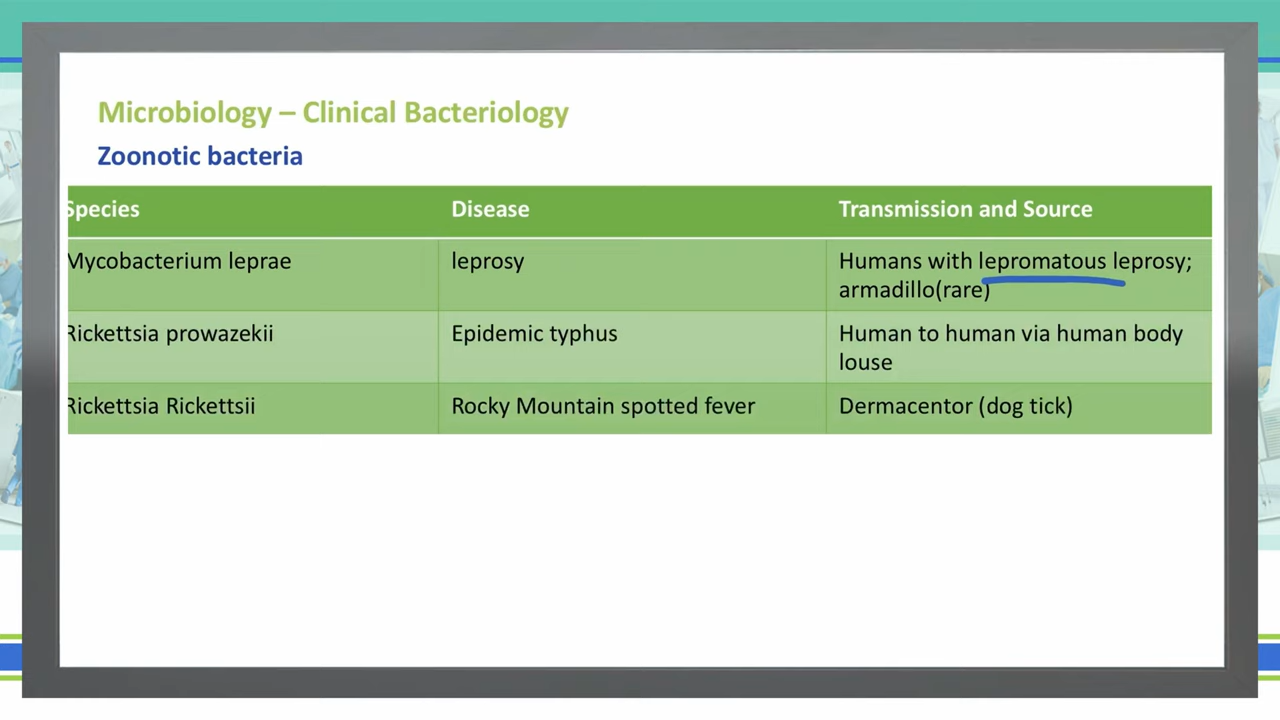 Microbiology – Clinical Bacteriology
Zoonotic bacteria
Species Disease Transmission and Source
Mycobacterium leprae leprosy Humans with lepromatous leprosy;
armadillo(rare)
Rickettsia prowazekii Epidemic typhus Human to human via human body
louse
Rickettsia Rickettsii Rocky Mountain spotted fever Dermacentor (dog tick)